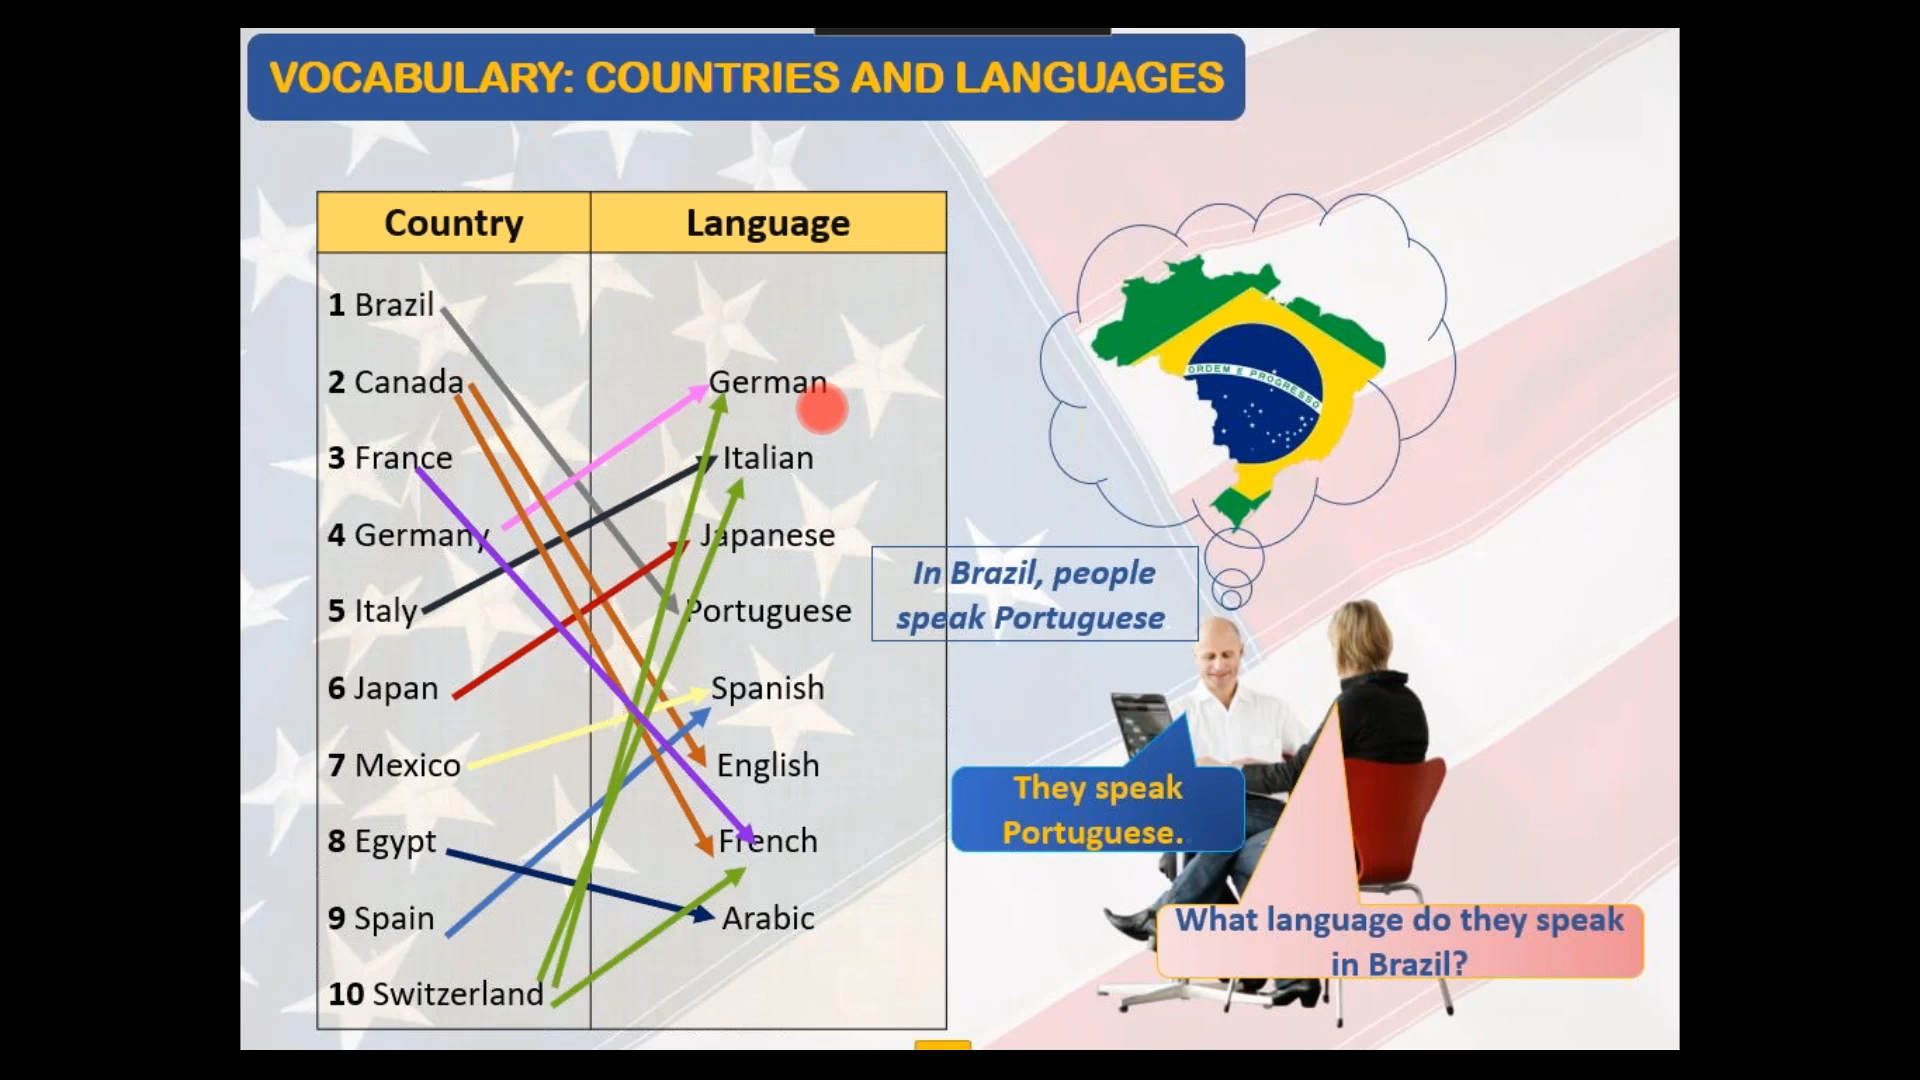 VOCABULARY: COUNTRIES AND LANGUAGES
Country
Language
1 Brazil
2 Canada
3 France
4 Germany
5 Italy
6 Japan
7 Mexico
8 Egypt
9 Spain
10 Switzerland
German
Italian
Japanese
Portuguese
Spanish
English
French
Arabic
ORDEM E PROGRESSO
In Brazil, people
speak Portuguese.
They speak
Portuguese.
What language do they speak
in Brazil?